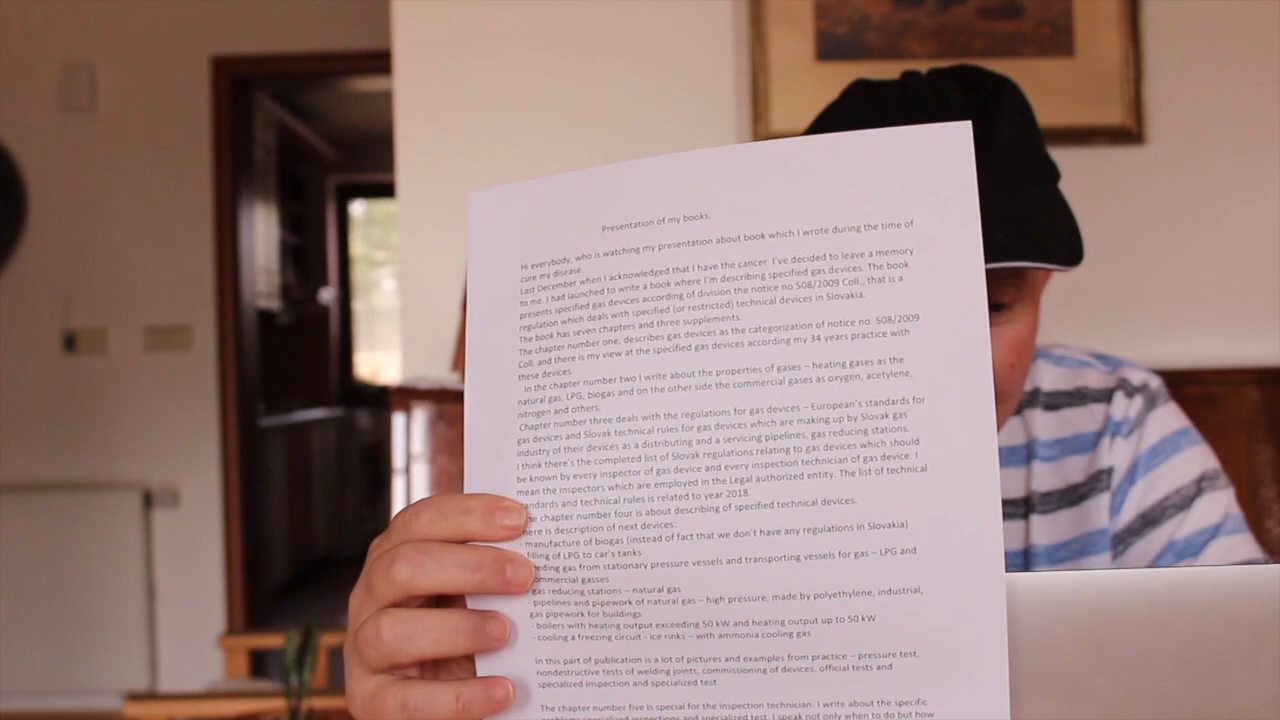 Presentation of my books.
Hi everybody, who is watching my presentation about book which I wrote during the time of
cure my disease.
Last December when I acknowledged that I have the cancer I've decided to leave a memory
to me. I had launched to write a book where I'm describing specified gas devices. The book
presents specified gas devices according of division the notice no 508/2009 Coll., that is a
regulation which deals with specified (or restricted) technical devices in Slovakia.
The book has seven chapters and three supplements.
The chapter number one, describes gas devices as the categorization of notice no. 508/2009
Coll. and there is my view at the specified gas devices according my 34 years practice with
these devices.
In the chapter number two I write about the properties of gases – heating gases as the
natural gas, LPG, biogas and on the other side the commercial gases as oxygen, acetylene,
nitrogen and others.
Chapter number three deals with the regulations for gas devices – European's standards for
gas devices and Slovak technical rules for gas devices which are making up by Slovak gas
industry of their devices as a distributing and a servicing pipelines, gas reducing stations.
I think there's the completed list of Slovak regulations relating to gas devices which should
be known by every inspector of gas device and every inspection technician of gas device. I
mean the inspectors which are employed in the Legal authorized entity. The list of technical
andards and technical rules is related to year 2018.
e chapter number four is about describing of specified technical devices.
here is description of next devices:
- manufacture of biogas (instead of fact that we don't have any regulations in Slovakia)
filling of LPG to car's tanks
eding gas from stationary pressure vessels and transporting vessels for gas – LPG and
ommercial gasses
gas reducing stations – natural gas
- pipelines and pipework of natural gas – high pressure, made by polyethylene, industrial,
gas pipework for buildings
- boilers with heating output exceeding 50 kW and heating output up to 50 kW
- cooling a freezing circuit - ice rinks – with ammonia cooling gas
In this part of publication is a lot of pictures and examples from practice – pressure test,
nondestructive tests of welding joints, commissioning of devices, official tests and
specialized inspection and specialized test.
The chapter number five is special for the inspection technician. I write about the specific
problems specialized inspections and specialized test. I speak not only when to do but how